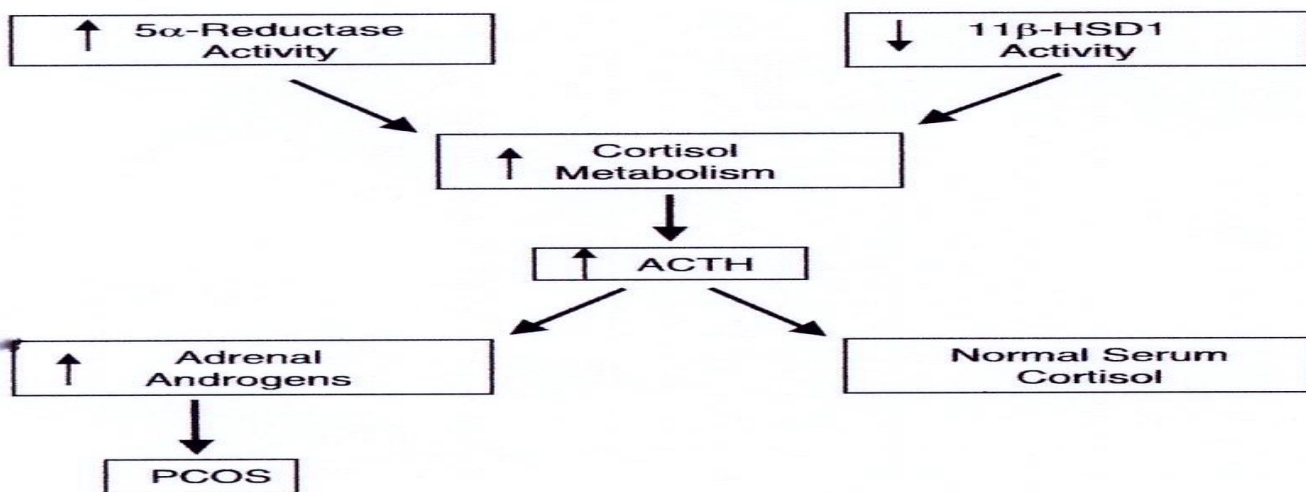 ↑ 5α-Reductase
Activity
↓ 11β-HSD1
Activity
↑ Cortisol
Metabolism
↑ ACTH
↑ Adrenal
Androgens
Normal Serum
Cortisol
PCOS